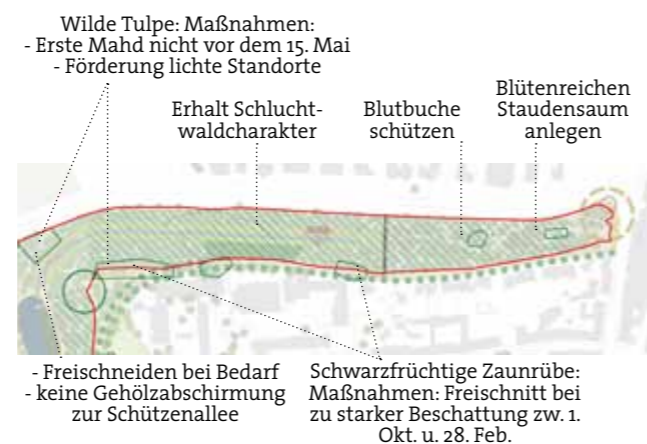 Wilde Tulpe: Maßnahmen:
- Erste Mahd nicht vor dem 15. Mai
- Förderung lichte Standorte
Erhalt Schlucht-
waldcharakter
Blutbuche
schützen
Blütenreichen
Staudensaum
anlegen
- Freischneiden bei Bedarf
- keine Gehölzabschirmung
zur Schützenallee
Schwarzfrüchtige Zaunrübe:
Maßnahmen: Freischnitt bei
zu starker Beschattung zw. 1.
Okt. u. 28. Feb.